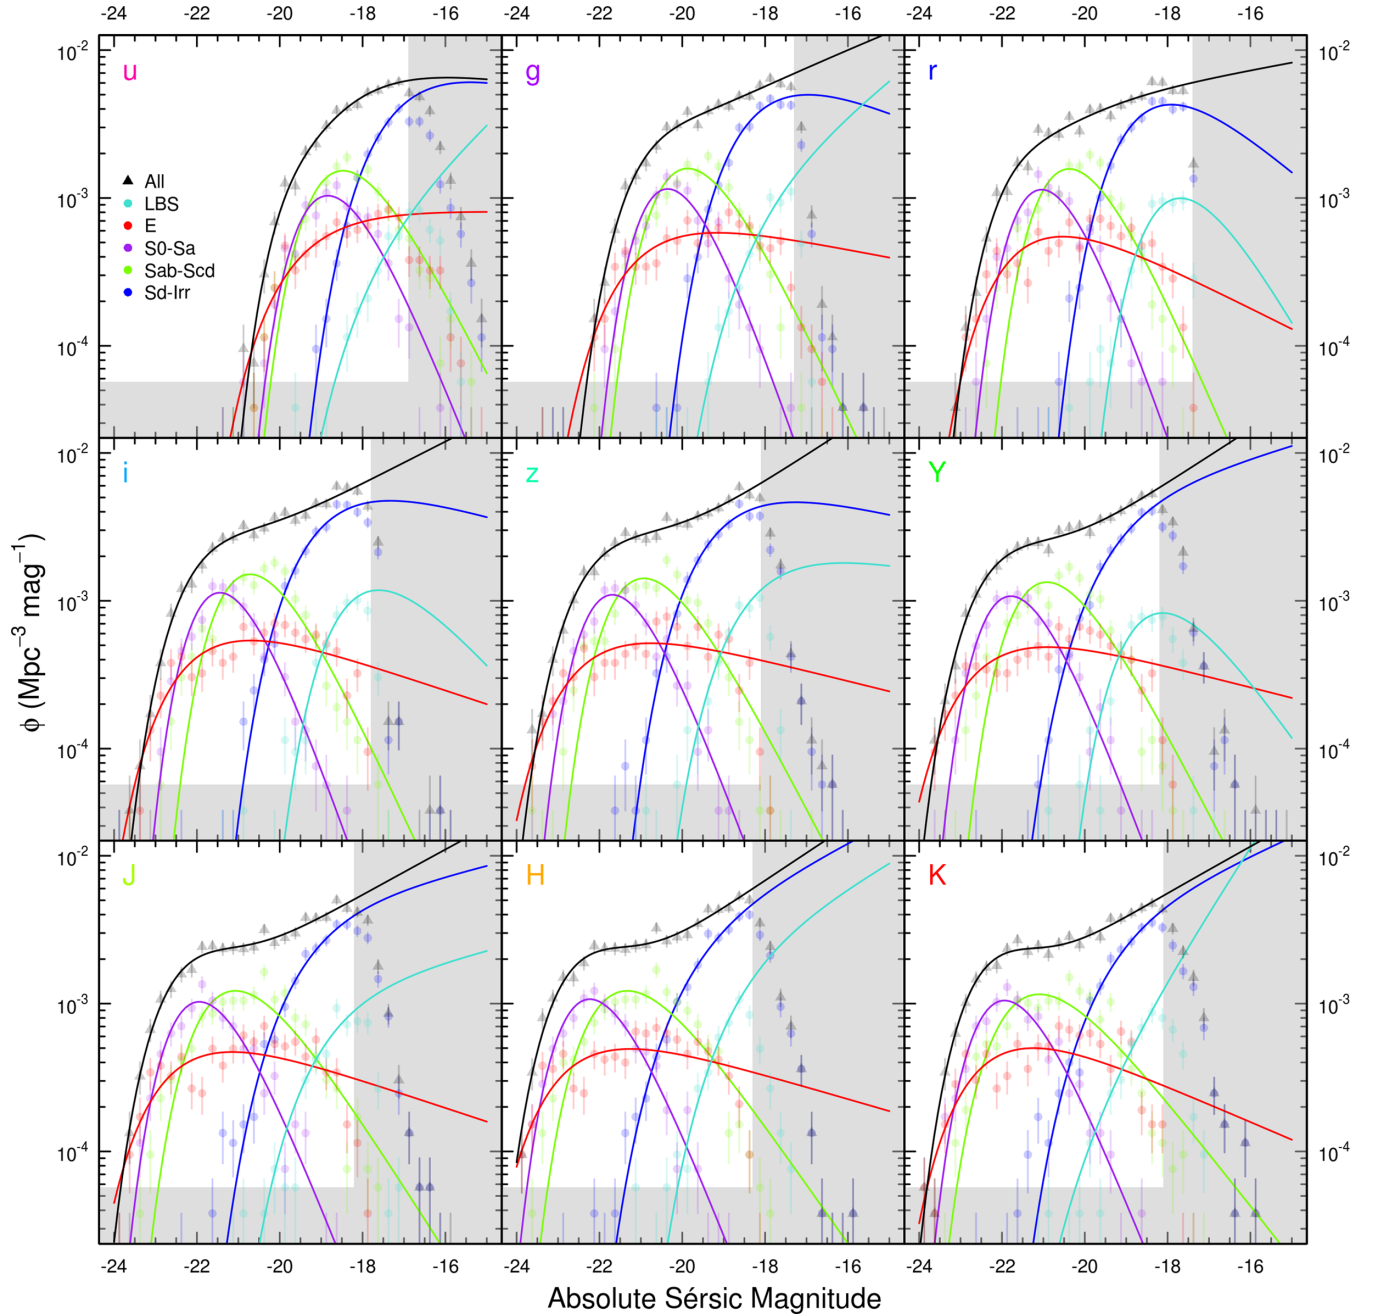 -24 -22 -20 -18 -16 -24 -22 -20 -18 -16 -24 -22 -20 -18 -16
10⁻² u g r 10⁻²
All
LBS
E
S0-Sa
Sab-Scd
Sd-Irr
10⁻³ 10⁻³
10⁻⁴ 10⁻⁴
10⁻² i z Y 10⁻²
10⁻³ 10⁻³
10⁻⁴ 10⁻⁴
10⁻² J H K 10⁻²
10⁻³ 10⁻³
10⁻⁴ 10⁻⁴
ϕ (Mpc⁻³ mag⁻¹)
-24 -22 -20 -18 -16 -24 -22 -20 -18 -16 -24 -22 -20 -18 -16
Absolute Sérsic Magnitude